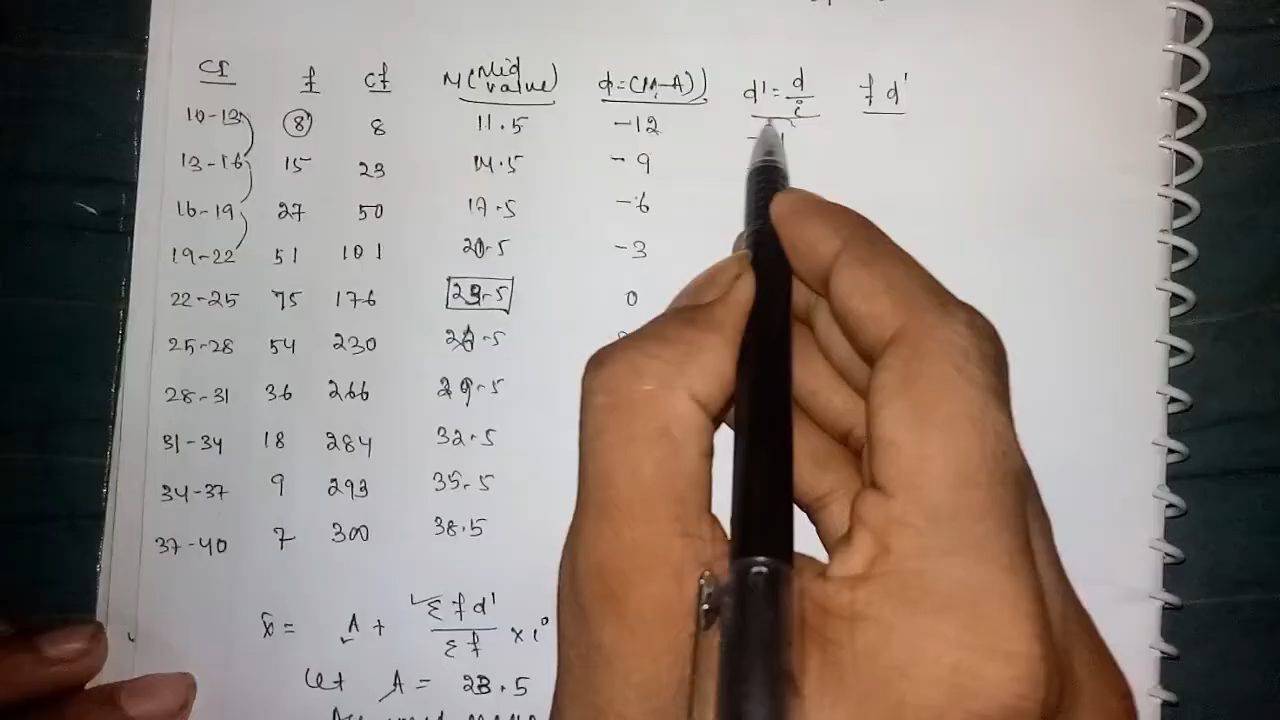 CI f cf M(Mid value) d=(M-A)) d'=d/i fd'
10-13 8 8 11.5 -12
13-16 15 23 14.5 -9
16-19 27 50 17.5 -6
19-22 51 101 20.5 -3
22-25 75 176 23.5 0
25-28 54 230 26.5
28-31 36 266 29.5
31-34 18 284 32.5
34-37 9 293 35.5
37-40 7 300 38.5
x̄ = A + Σfd'/Σf × i
Let A = 23.5